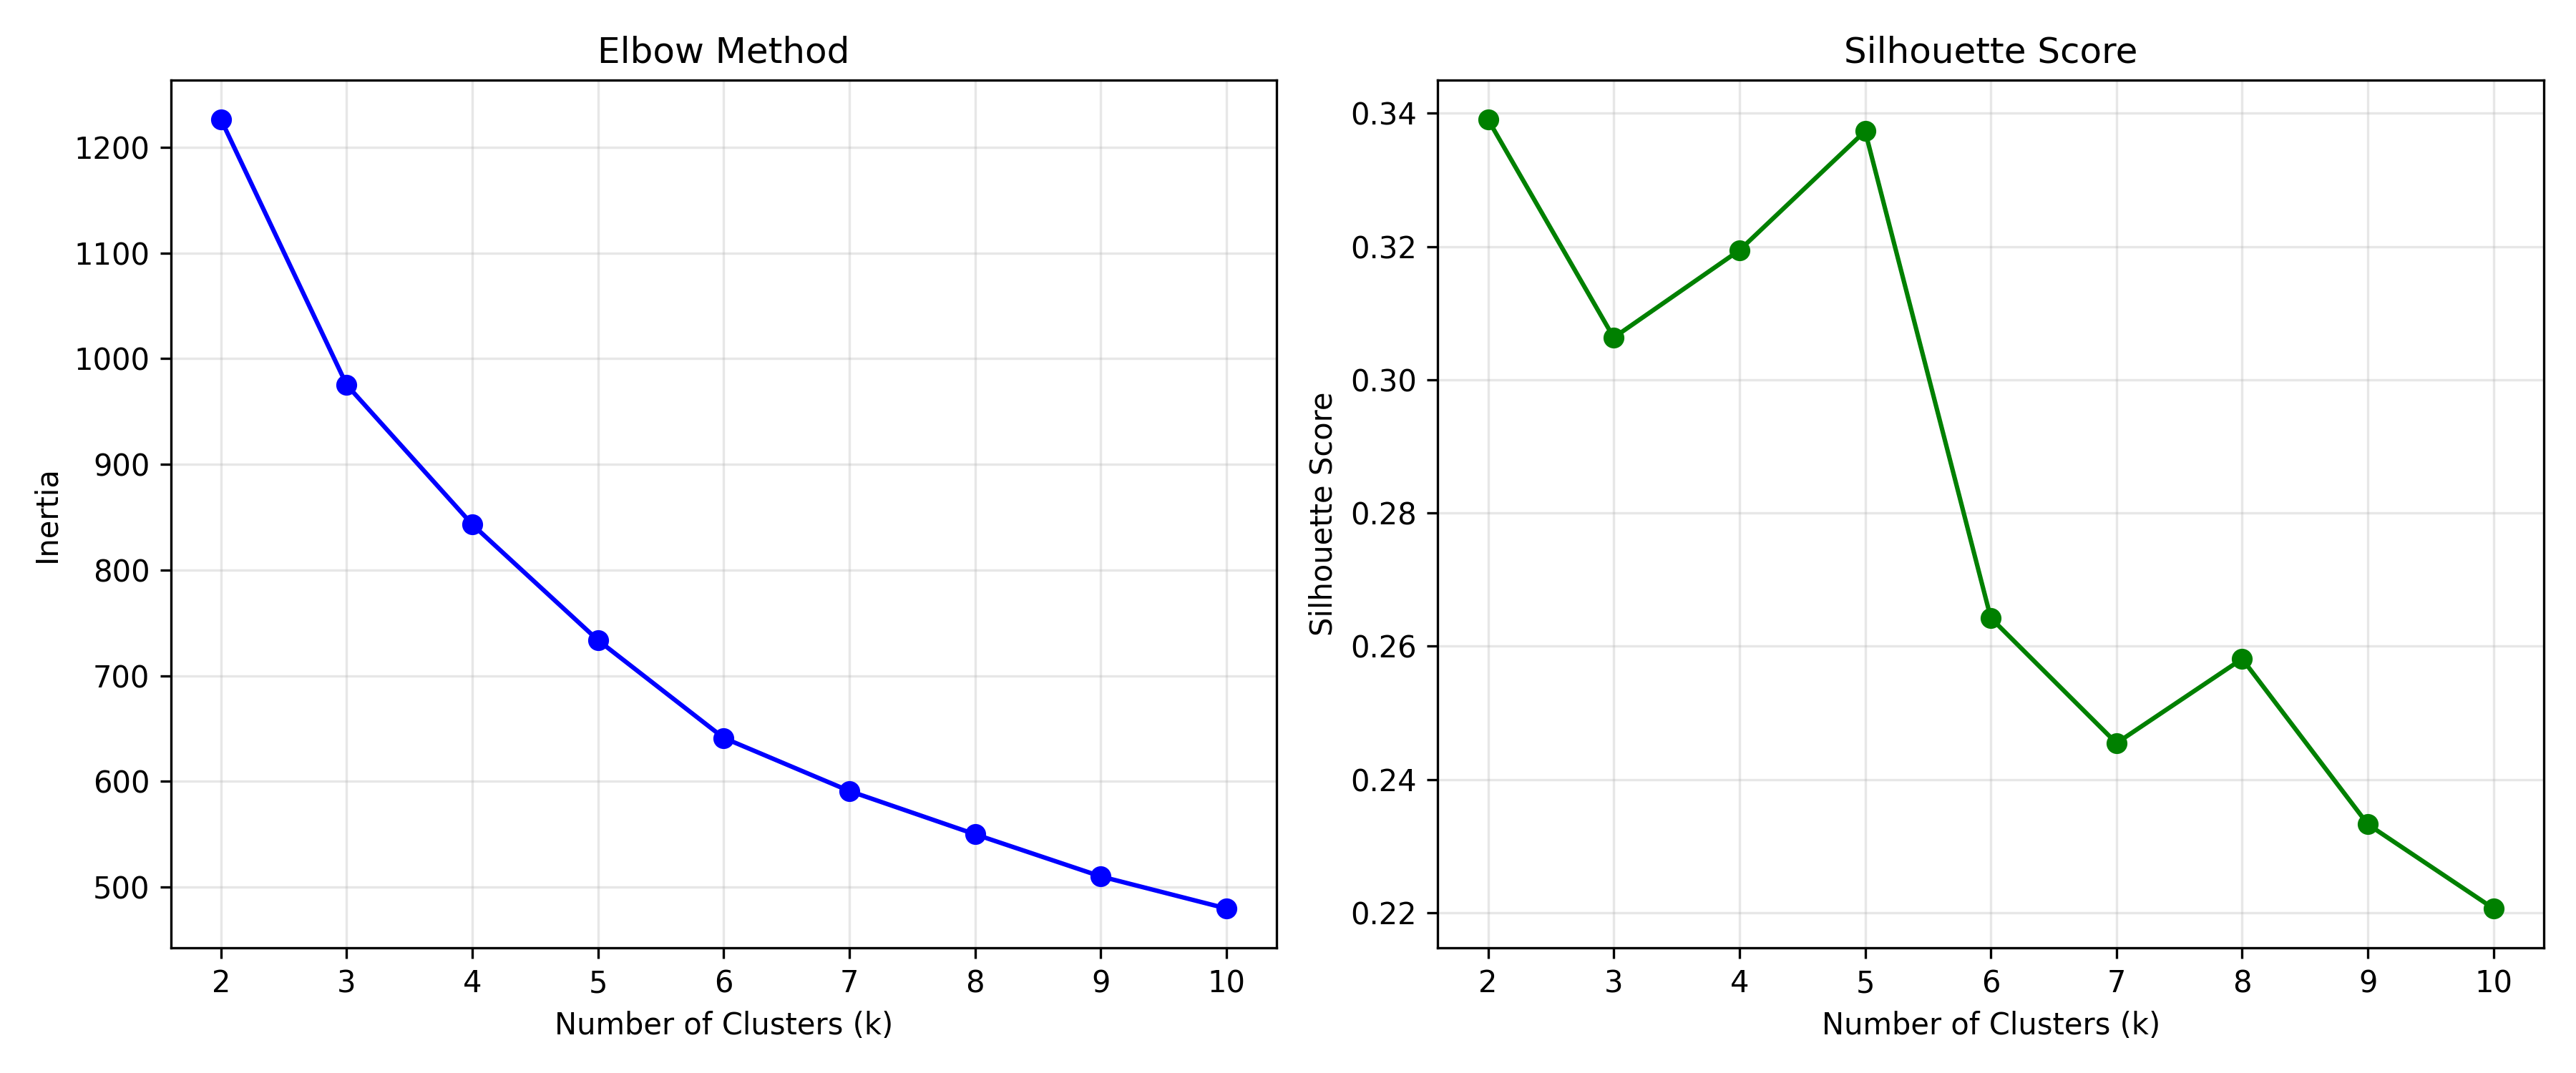 Elbow Method
1200
1100
1000
900
800
700
600
500
Inertia
2 3 4 5 6 7 8 9 10
Number of Clusters (k)
Silhouette Score
0.34
0.32
0.30
0.28
0.26
0.24
0.22
Silhouette Score
2 3 4 5 6 7 8 9 10
Number of Clusters (k)